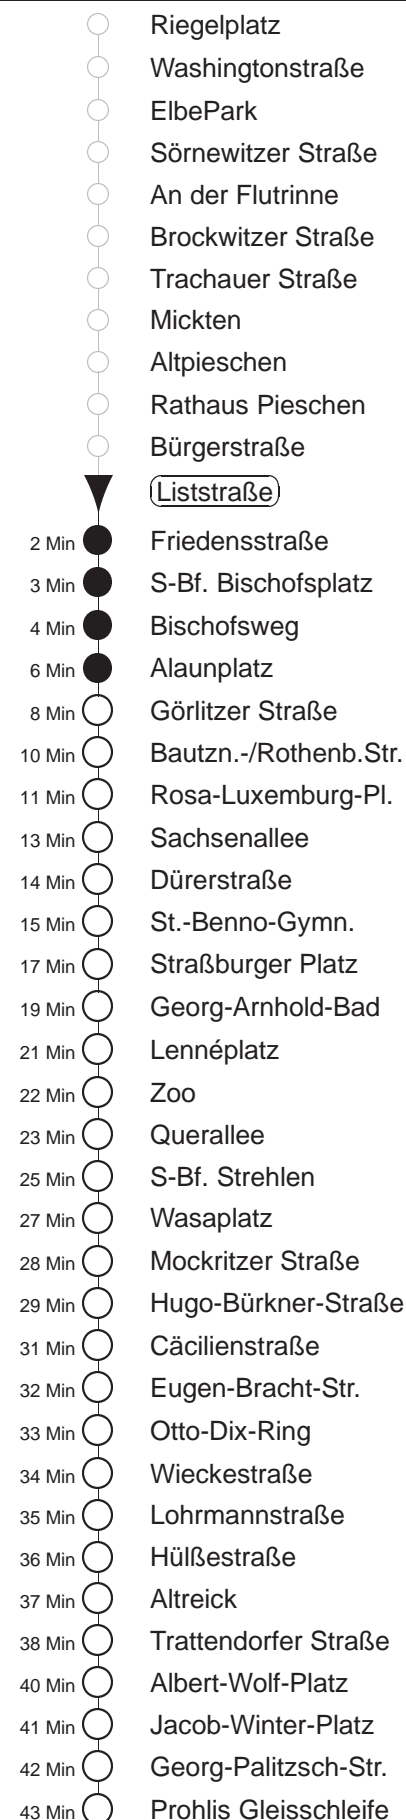 Riegelplatz
Washingtonstraße
ElbePark
Sörnewitzer Straße
An der Flutrinne
Brockwitzer Straße
Trachauer Straße
Mickten
Altpieschen
Rathaus Pieschen
Bürgerstraße
Liststraße
2 Min Friedensstraße
3 Min S-Bf. Bischofsplatz
4 Min Bischofsweg
6 Min Alaunplatz
8 Min Görlitzer Straße
10 Min Bautzn.-/Rothenb.Str.
11 Min Rosa-Luxemburg-Pl.
13 Min Sachsenallee
14 Min Dürerstraße
15 Min St.-Benno-Gymn.
17 Min Straßburger Platz
19 Min Georg-Arnhold-Bad
21 Min Lennéplatz
22 Min Zoo
23 Min Querallee
25 Min S-Bf. Strehlen
27 Min Wasaplatz
28 Min Mockritzer Straße
29 Min Hugo-Bürkner-Straße
31 Min Cäcilienstraße
32 Min Eugen-Bracht-Str.
33 Min Otto-Dix-Ring
34 Min Wieckestraße
35 Min Lohrmannstraße
36 Min Hülßestraße
37 Min Altreick
38 Min Trattendorfer Straße
40 Min Albert-Wolf-Platz
41 Min Jacob-Winter-Platz
42 Min Georg-Palitzsch-Str.
43 Min Prohlis Gleisschleife